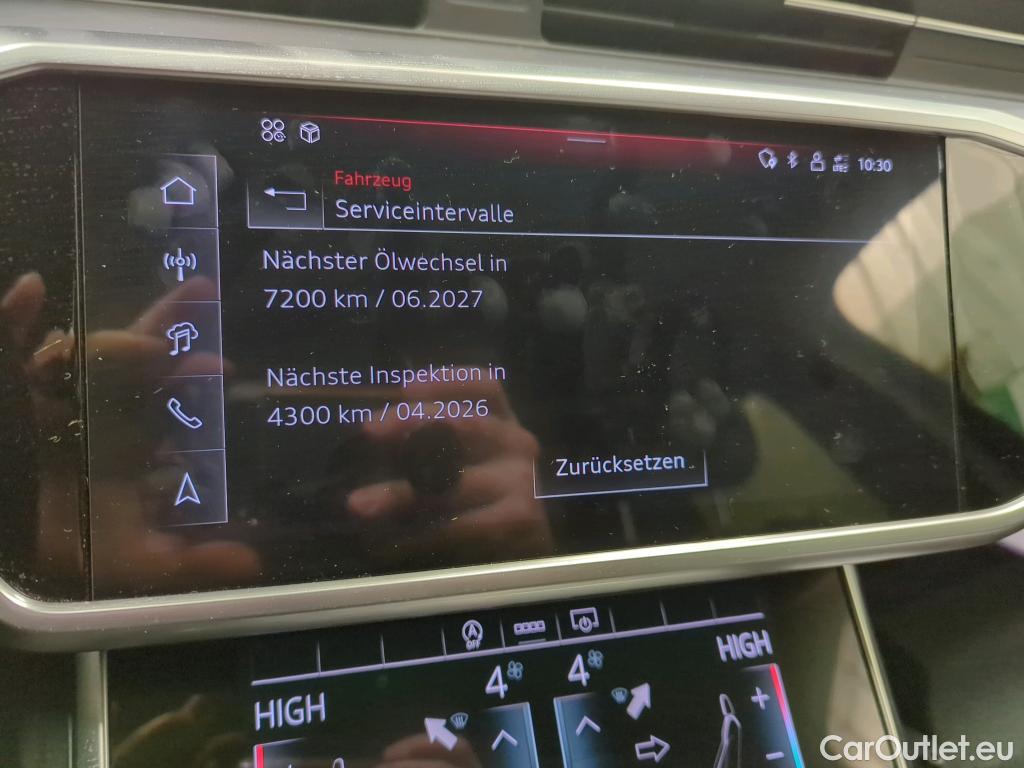 10:30
Fahrzeug
Serviceintervalle
Nächster Ölwechsel in
7200 km / 06.2027
Nächste Inspektion in
4300 km / 04.2026
Zurücksetzen
A
OFF
HIGH
4
4
HIGH
+
−
CarOutlet.eu